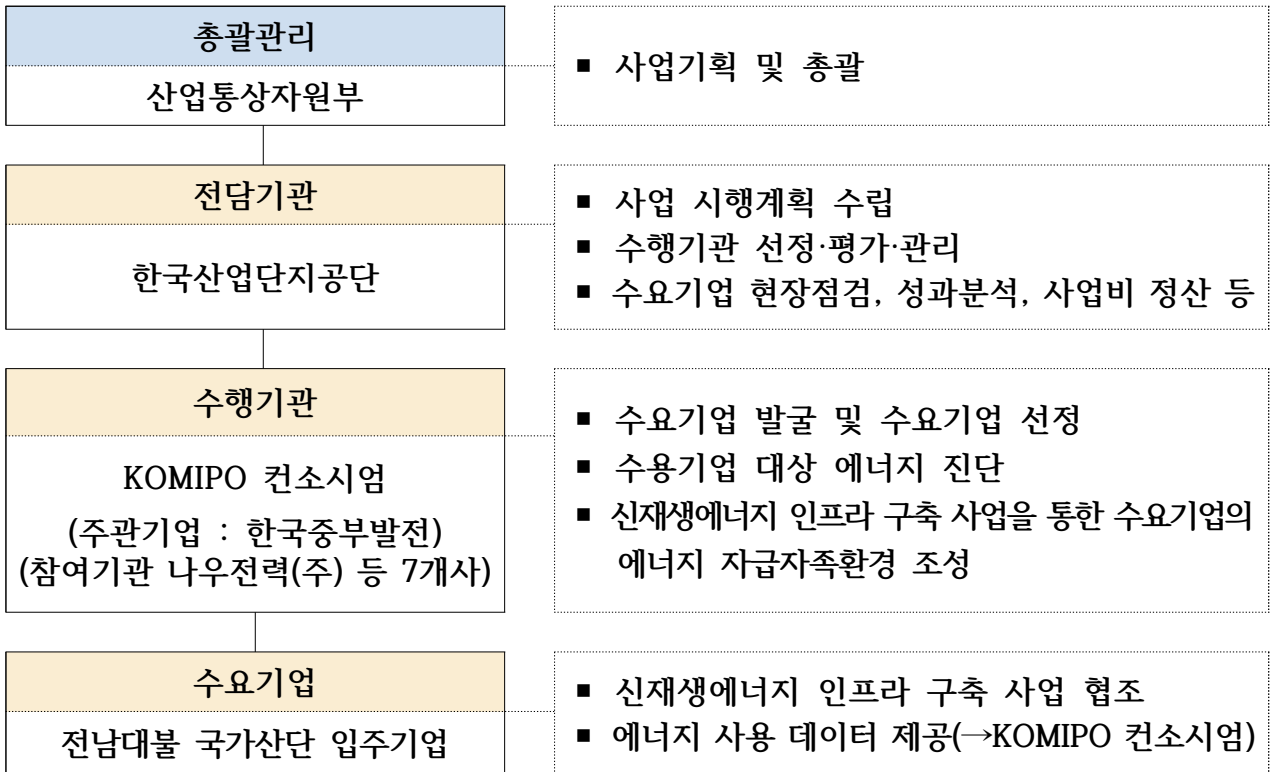 총괄관리
산업통상자원부
▪ 사업기획 및 총괄
전담기관
한국산업단지공단
▪ 사업 시행계획 수립
▪ 수행기관 선정·평가·관리
▪ 수요기업 현장점검, 성과분석, 사업비 정산 등
수행기관
KOMIPO 컨소시엄
(주관기업 : 한국중부발전)
(참여기관 나우전력(주) 등 7개사)
▪ 수요기업 발굴 및 수요기업 선정
▪ 수용기업 대상 에너지 진단
▪ 신재생에너지 인프라 구축 사업을 통한 수요기업의
에너지 자급자족환경 조성
수요기업
전남대불 국가산단 입주기업
▪ 신재생에너지 인프라 구축 사업 협조
▪ 에너지 사용 데이터 제공(→KOMIPO 컨소시엄)